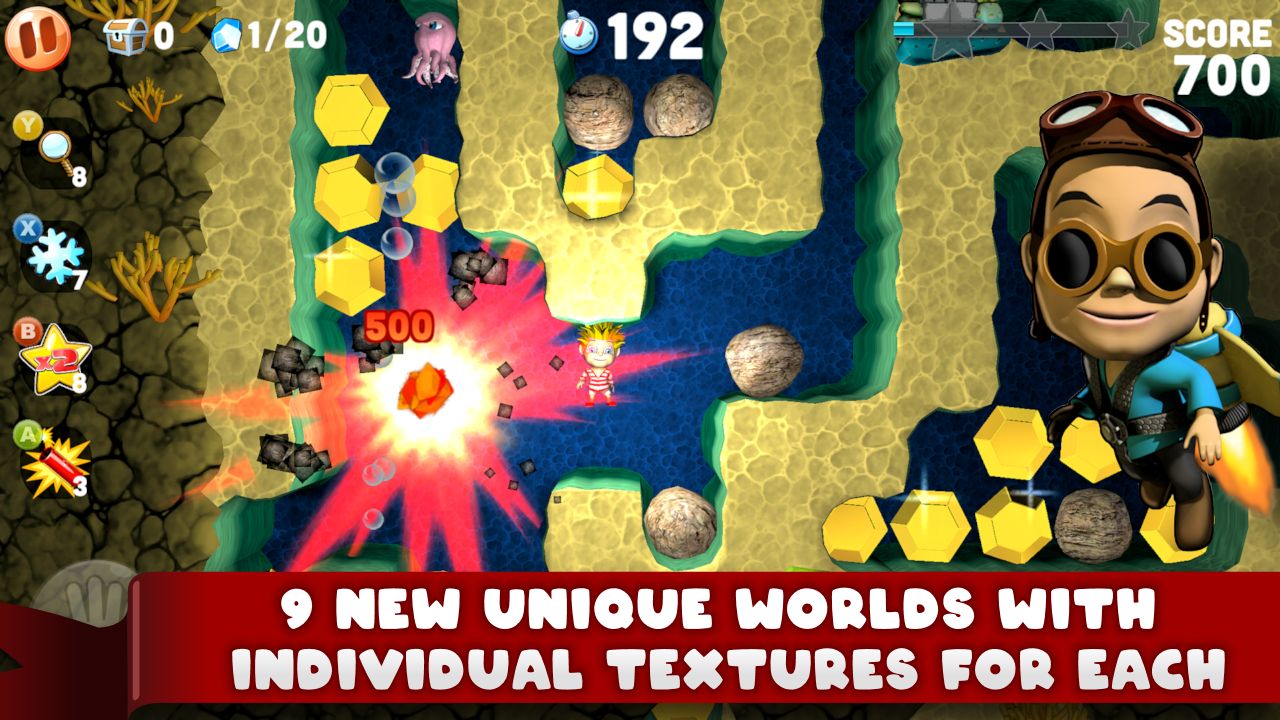 0
1/20
192
SCORE
700
Y
8
X
7
B
x2
8
A
3
500
9 NEW UNIQUE WORLDS WITH
INDIVIDUAL TEXTURES FOR EACH